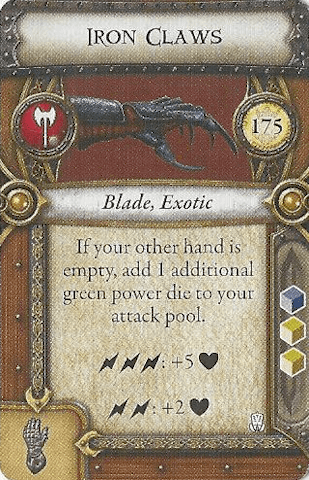 IRON CLAWS
175
Blade, Exotic
If your other hand is
empty, add 1 additional
green power die to your
attack pool.
: +5
: +2